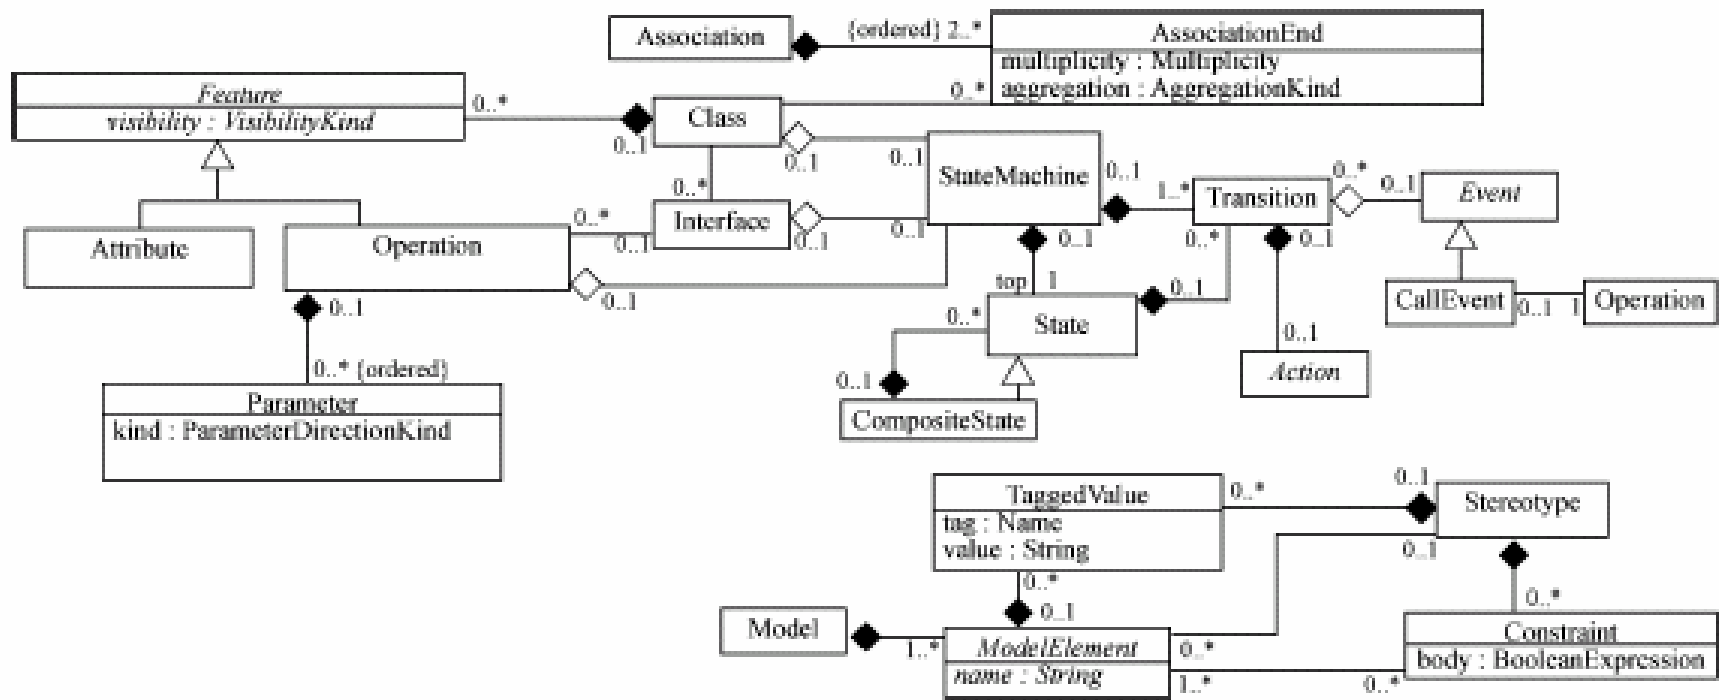 Association
{ordered} 2..*
AssociationEnd
multiplicity : Multiplicity
aggregation : AggregationKind
Feature
visibility : VisibilityKind
0..*
0..1
Class
0..*
0..1
0..1
StateMachine
0..1
1..*
Transition
0..*
0..1
Event
0..*
Interface
0..1
0..1
Attribute
Operation
0..*
0..1
0..1
0..1
top
1
0..*
0..1
0..1
CallEvent
0..1
1
Operation
0..1
0..* {ordered}
Parameter
kind : ParameterDirectionKind
0..*
State
0..1
CompositeState
0..1
Action
TaggedValue
tag : Name
value : String
0..*
0..1
Stereotype
0..1
0..*
0..1
0..*
Model
1..*
ModelElement
name : String
0..*
1..*
0..*
Constraint
body : BooleanExpression